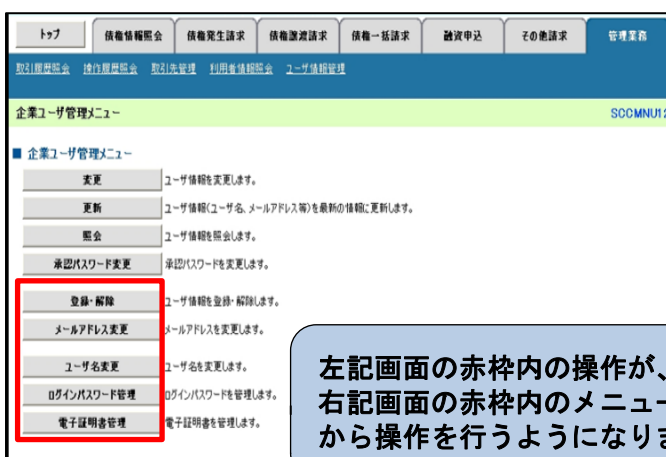 トップ 債権情報照会 債権発生請求 債権譲渡請求 債権一括請求 融資申込 その他請求 管理業務
取引履歴照会 操作履歴照会 取引先管理 利用者情報照会 ユーザ情報管理
企業ユーザ管理メニュー SCCMNU12
■ 企業ユーザ管理メニュー
変更 ユーザ情報を変更します。
更新 ユーザ情報(ユーザ名、メールアドレス等)を最新の情報に更新します。
照会 ユーザ情報を照会します。
承認パスワード変更 承認パスワードを変更します。
登録・解除 ユーザ情報を登録・解除します。
メールアドレス変更 メールアドレスを変更します。
ユーザ名変更 ユーザ名を変更します。
ログインパスワード管理 ログインパスワードを管理します。
電子証明書管理 電子証明書を管理します。
左記画面の赤枠内の操作が、
右記画面の赤枠内のメニュー
から操作を行うようになりま